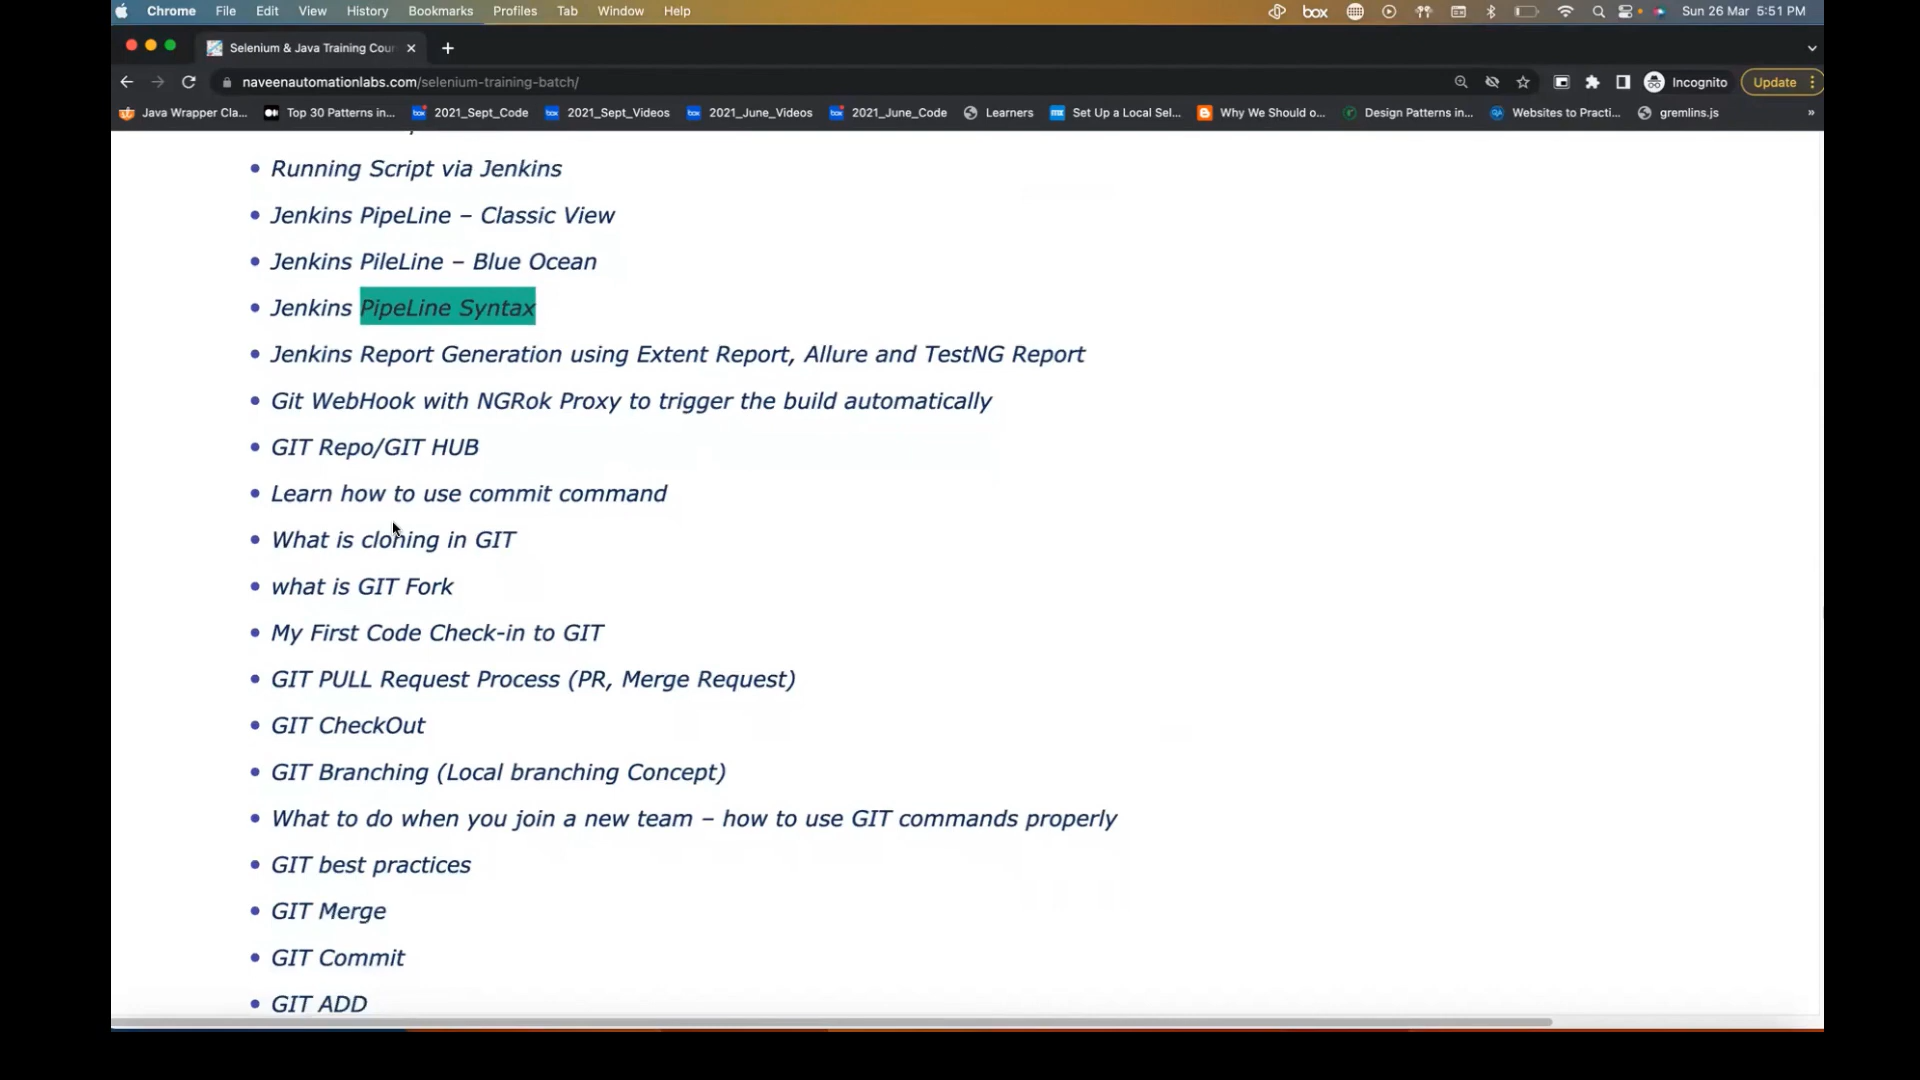 Chrome File Edit View History Bookmarks Profiles Tab Window Help box Sun 26 Mar 5:51 PM
Selenium & Java Training Cour
naveenautomationlabs.com/selenium-training-batch/ Incognito Update
Java Wrapper Cla... Top 30 Patterns in... 2021_Sept_Code 2021_Sept_Videos 2021_June_Videos 2021_June_Code Learners Set Up a Local Sel... Why We Should o... Design Patterns in... Websites to Practi... gremlins.js »
• Running Script via Jenkins
• Jenkins PipeLine – Classic View
• Jenkins PileLine – Blue Ocean
• Jenkins PipeLine Syntax
• Jenkins Report Generation using Extent Report, Allure and TestNG Report
• Git WebHook with NGRok Proxy to trigger the build automatically
• GIT Repo/GIT HUB
• Learn how to use commit command
• What is cloning in GIT
• what is GIT Fork
• My First Code Check-in to GIT
• GIT PULL Request Process (PR, Merge Request)
• GIT CheckOut
• GIT Branching (Local branching Concept)
• What to do when you join a new team – how to use GIT commands properly
• GIT best practices
• GIT Merge
• GIT Commit
• GIT ADD